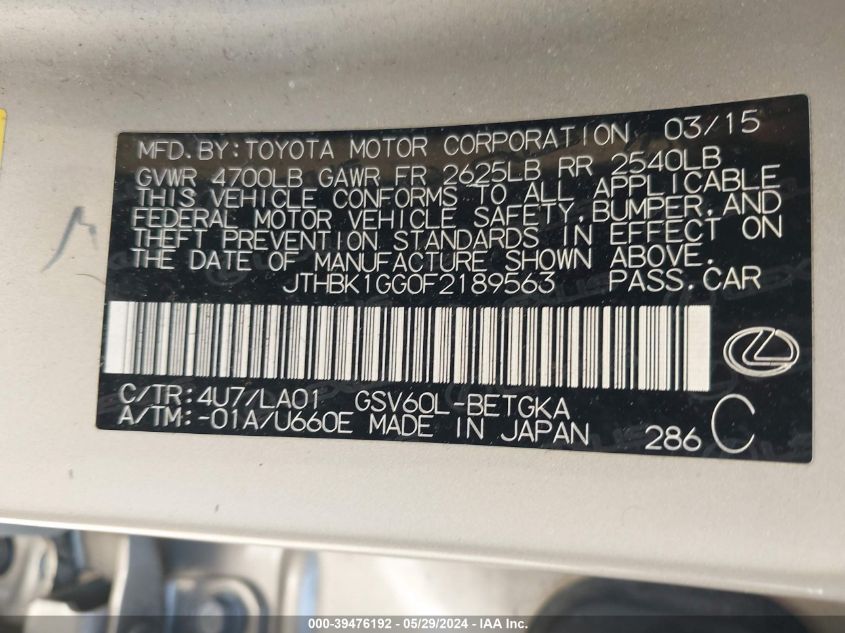 MFD.BY:TOYOTA MOTOR CORPORATION 03/15
GVWR 4700LB GAWR FR 2625LB RR 2540LB
THIS VEHICLE CONFORMS TO ALL APPLICABLE
FEDERAL MOTOR VEHICLE SAFETY,BUMPER,AND
THEFT PREVENTION STANDARDS IN EFFECT ON
THE DATE OF MANUFACTURE SHOWN ABOVE.
JTHBK1GG0F2189563 PASS.CAR
C/TR:4U7/LA01 GSV60L-BETGKA
A/TM:-01A/U660E MADE IN JAPAN 286 C
000-39476192 - 05/29/2024 - IAA Inc.